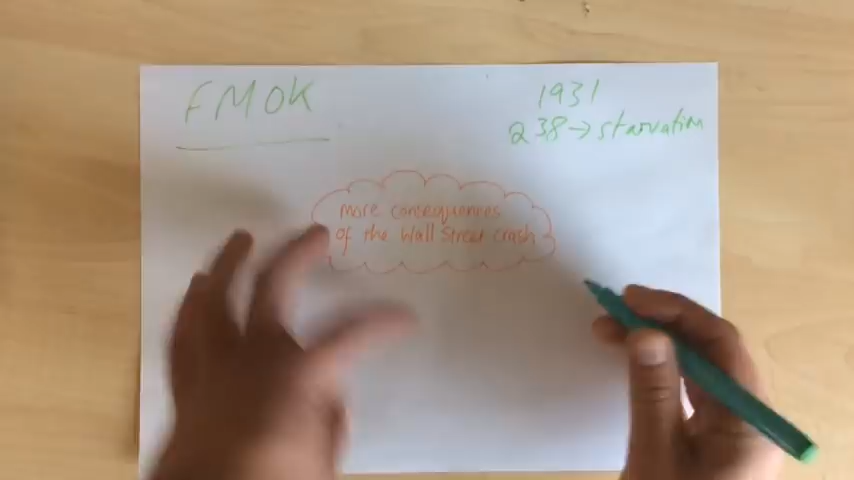 FMOK
1931
238 → starvation
more consequences
of the Wall Street crash